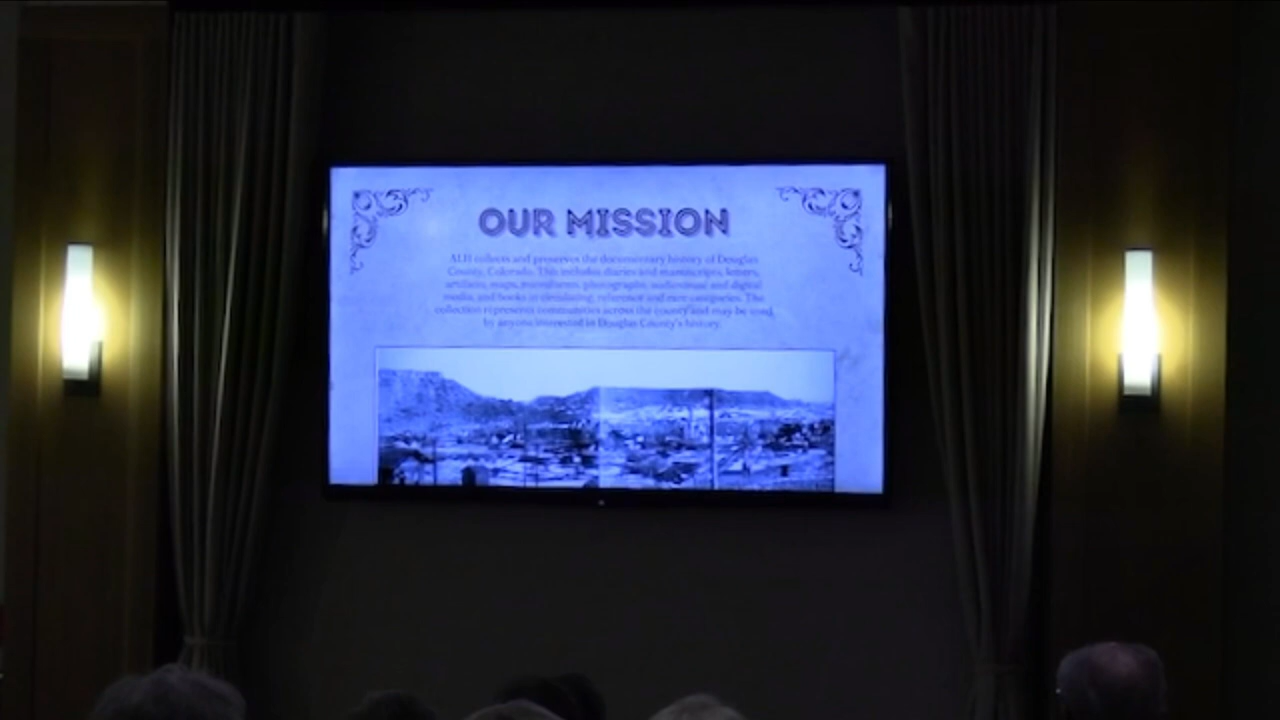 OUR MISSION
ALH collects and preserves the documentary history of Douglas
County, Colorado. This includes diaries and manuscripts, letters,
artifacts, maps, microforms, photographs, audiovisual and digital
media, and books in circulating, reference and rare categories. The
collection represents communities across the county and may be used
by anyone interested in Douglas County's history.